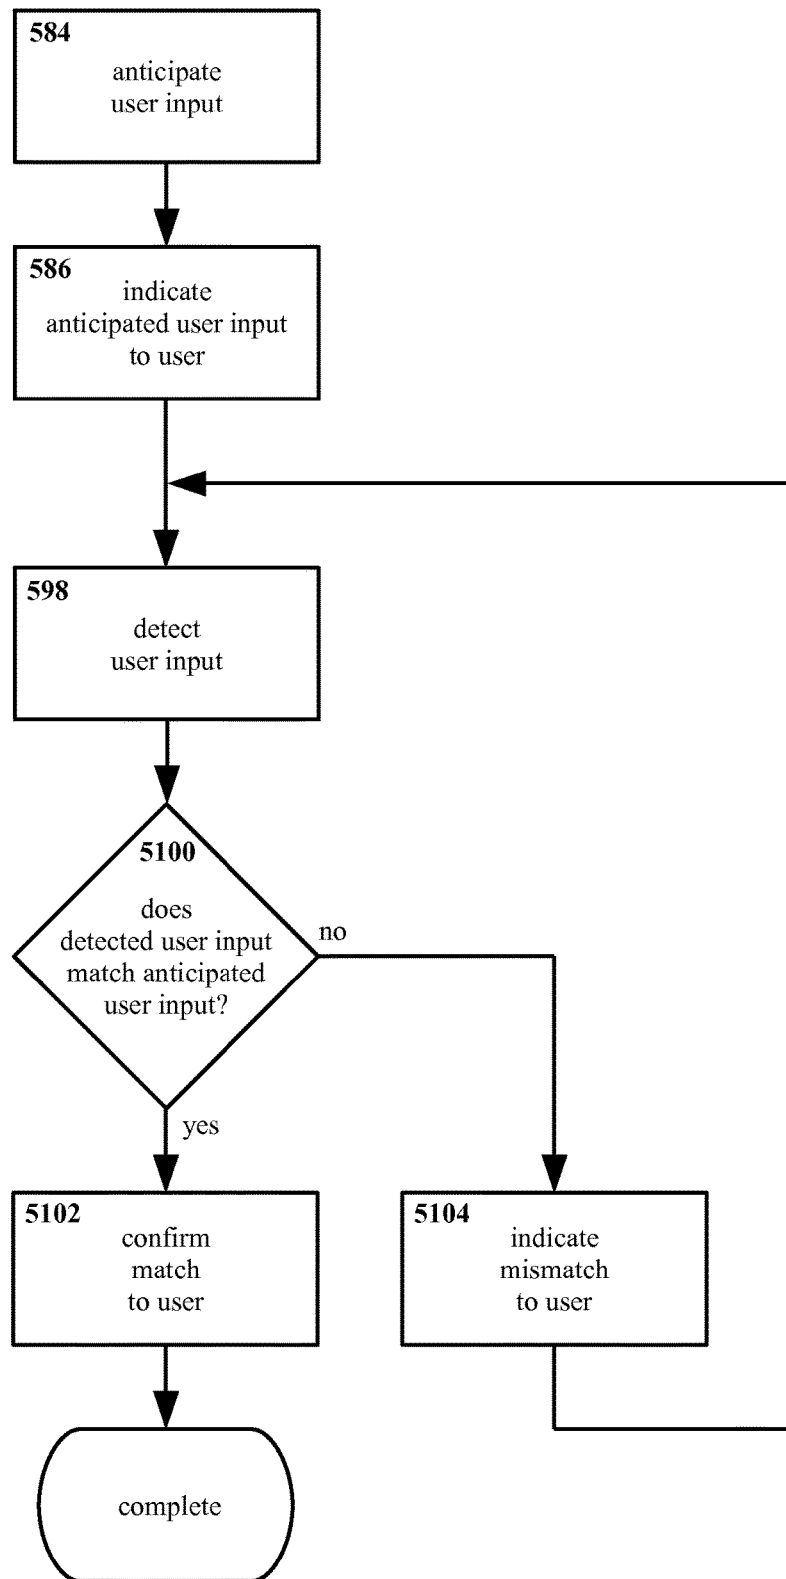 584
anticipate
user input
586
indicate
anticipated user input
to user
598
detect
user input
5100
does
detected user input
match anticipated
user input?
no
yes
5102
confirm
match
to user
5104
indicate
mismatch
to user
complete